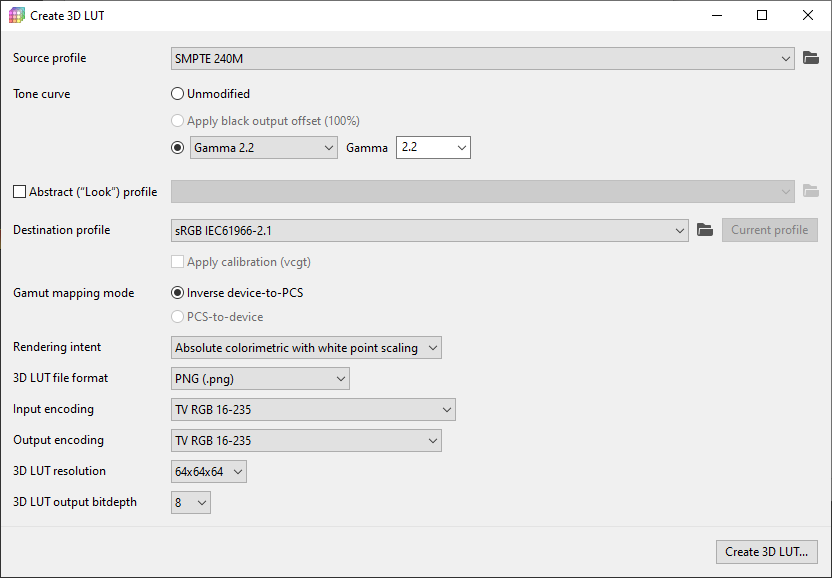 Create 3D LUT
Source profile SMPTE 240M
Tone curve Unmodified
Apply black output offset (100%)
Gamma 2.2 Gamma 2.2
Abstract (“Look”) profile
Destination profile sRGB IEC61966-2.1 Current profile
Apply calibration (vcgt)
Gamut mapping mode Inverse device-to-PCS
PCS-to-device
Rendering intent Absolute colorimetric with white point scaling
3D LUT file format PNG (.png)
Input encoding TV RGB 16-235
Output encoding TV RGB 16-235
3D LUT resolution 64x64x64
3D LUT output bitdepth 8
Create 3D LUT...